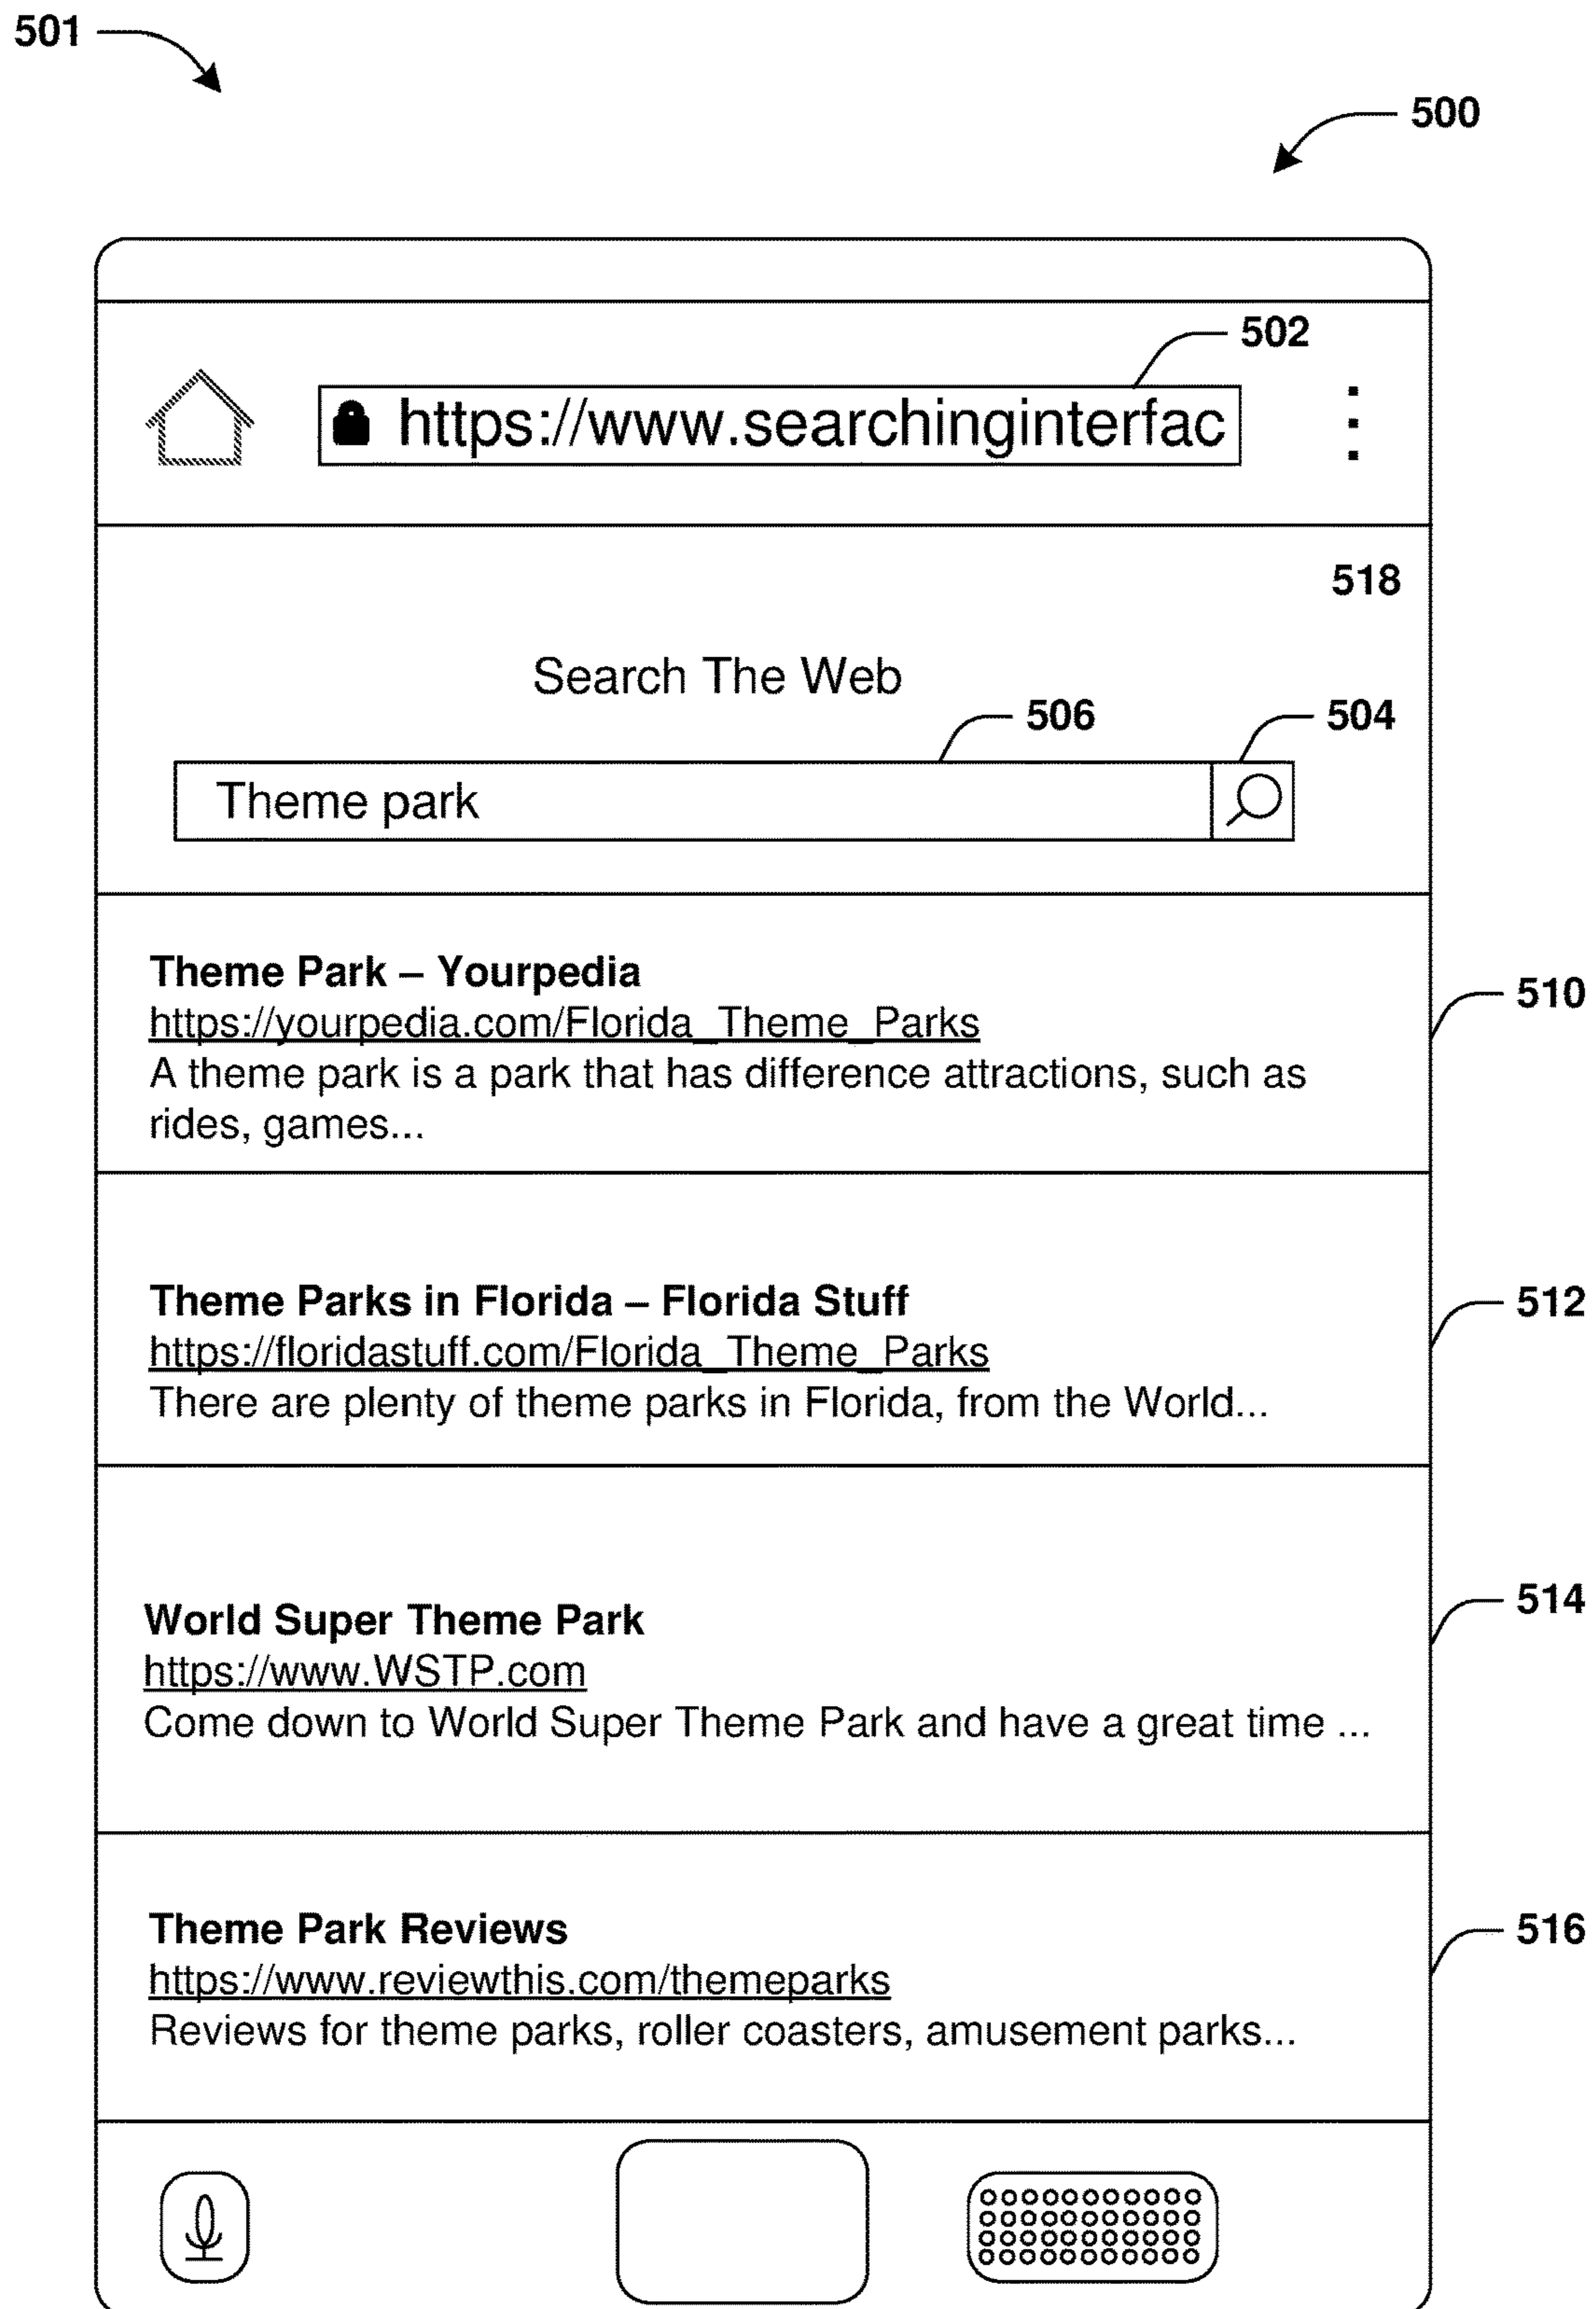 501
500
502
https://www.searchinginterfac
518
Search The Web
506
504
Theme park
Theme Park – Yourpedia
510
https://yourpedia.com/Florida_Theme_Parks
A theme park is a park that has difference attractions, such as
rides, games...
Theme Parks in Florida – Florida Stuff
512
https://floridastuff.com/Florida_Theme_Parks
There are plenty of theme parks in Florida, from the World...
514
World Super Theme Park
https://www.WSTP.com
Come down to World Super Theme Park and have a great time ...
Theme Park Reviews
516
https://www.reviewthis.com/themeparks
Reviews for theme parks, roller coasters, amusement parks...